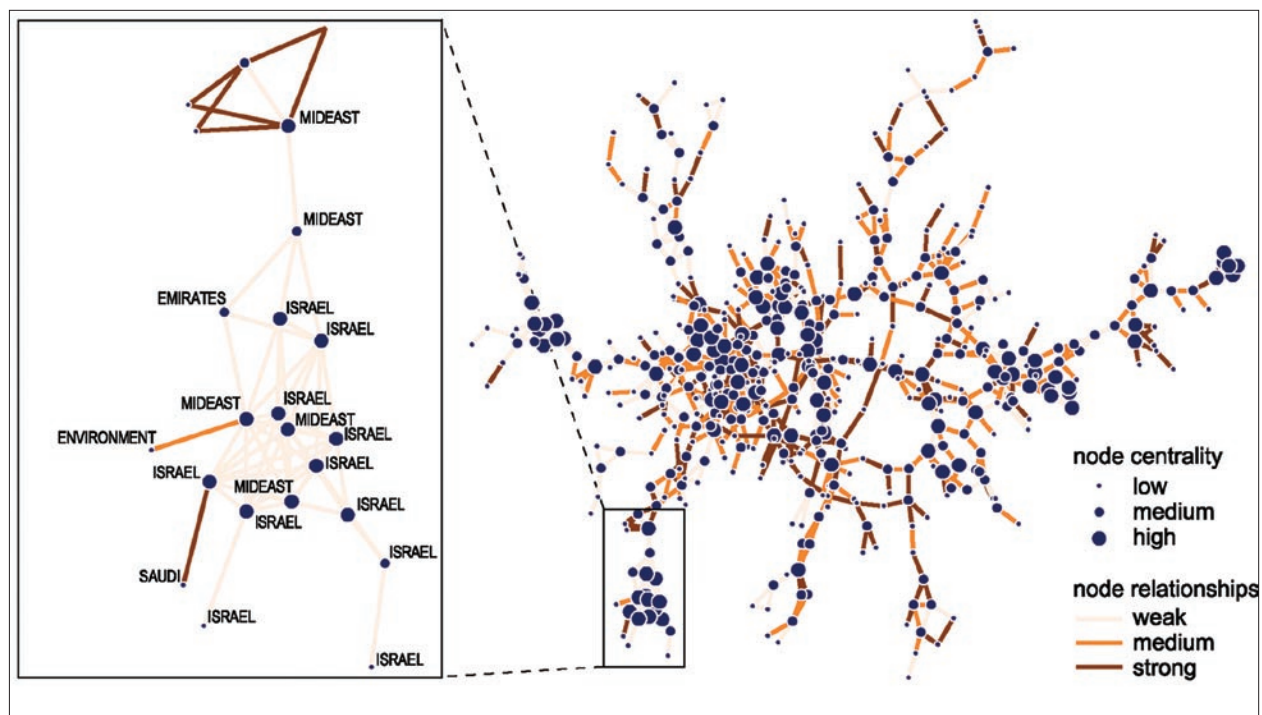 MIDEAST
MIDEAST
EMIRATES
ISRAEL
ISRAEL
MIDEAST
ISRAEL
MIDEAST
ISRAEL
ENVIRONMENT
ISRAEL
ISRAEL
MIDEAST
ISRAEL
ISRAEL
ISRAEL
SAUDI
ISRAEL
ISRAEL
node centrality
low
medium
high
node relationships
weak
medium
strong